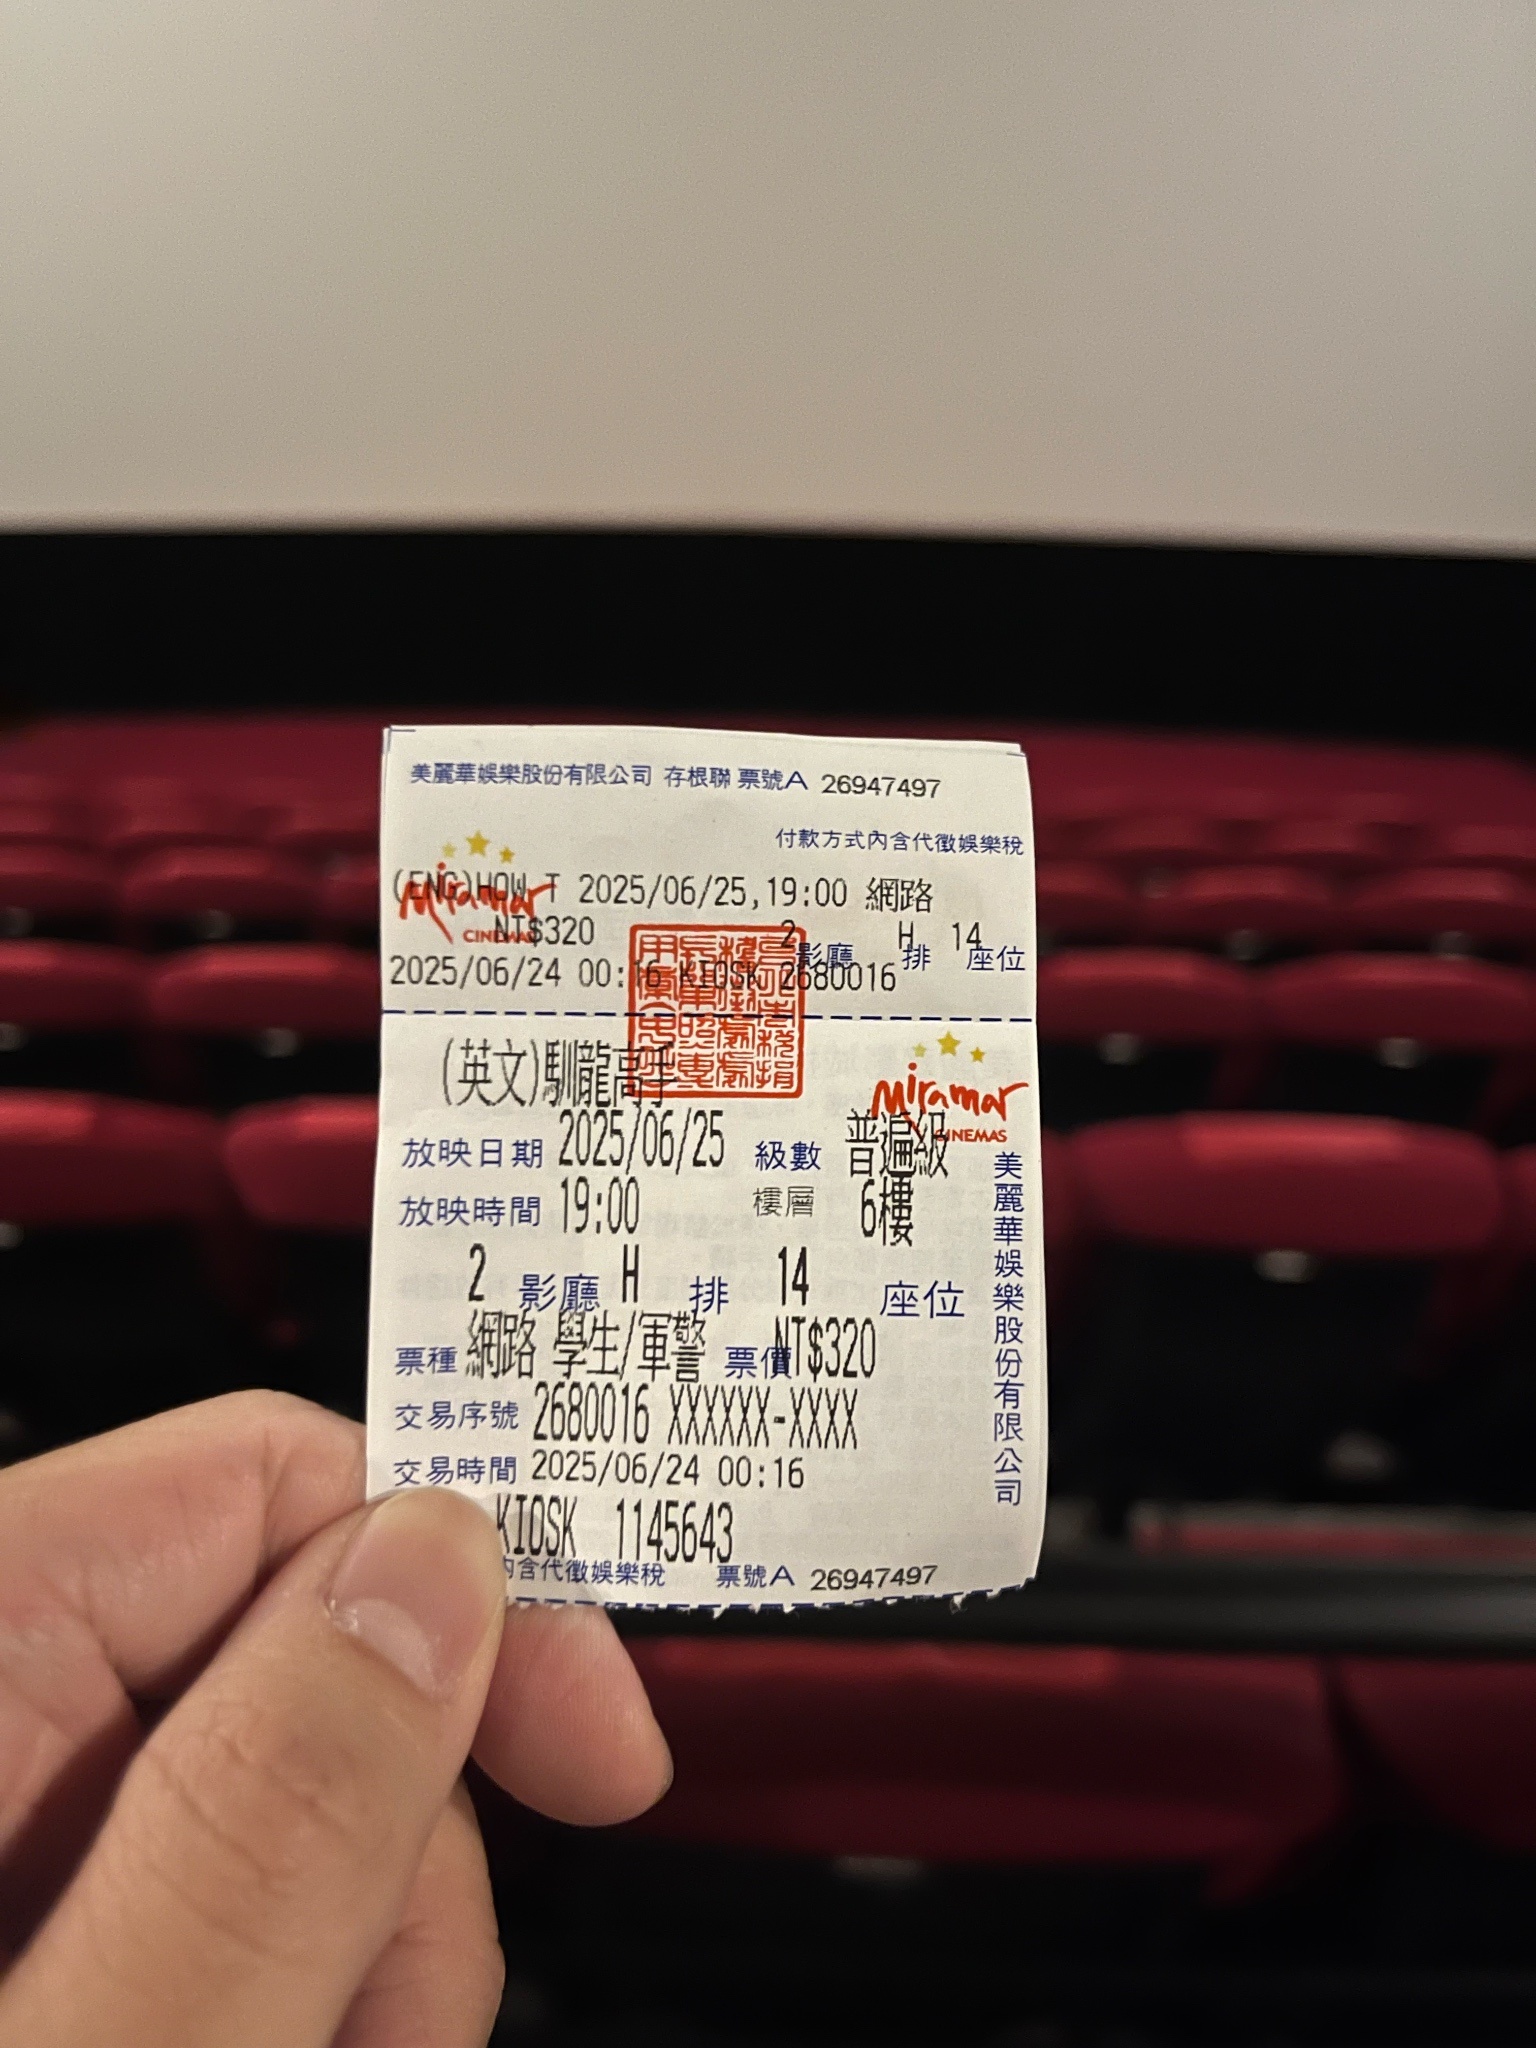 美麗華娛樂股份有限公司 存根聯 票號A 26947497
付款方式內含代徵娛樂稅
Miramar
CINEMAS
(ENG)HOW T 2025/06/25,19:00 網路
NT$320 2 影廳 H 排 14 座位
2025/06/24 00:16 KIOSK 2680016
(英文)馴龍高手
Miramar
CINEMAS
放映日期 2025/06/25 級數 普遍級
放映時間 19:00 樓層 6樓
2 影廳 H 排 14 座位
票種 網路 學生/軍警 票價 NT$320
交易序號 2680016 XXXXXX-XXXX
交易時間 2025/06/24 00:16
KIOSK 1145643
內含代徵娛樂稅 票號A 26947497
美麗華娛樂股份有限公司